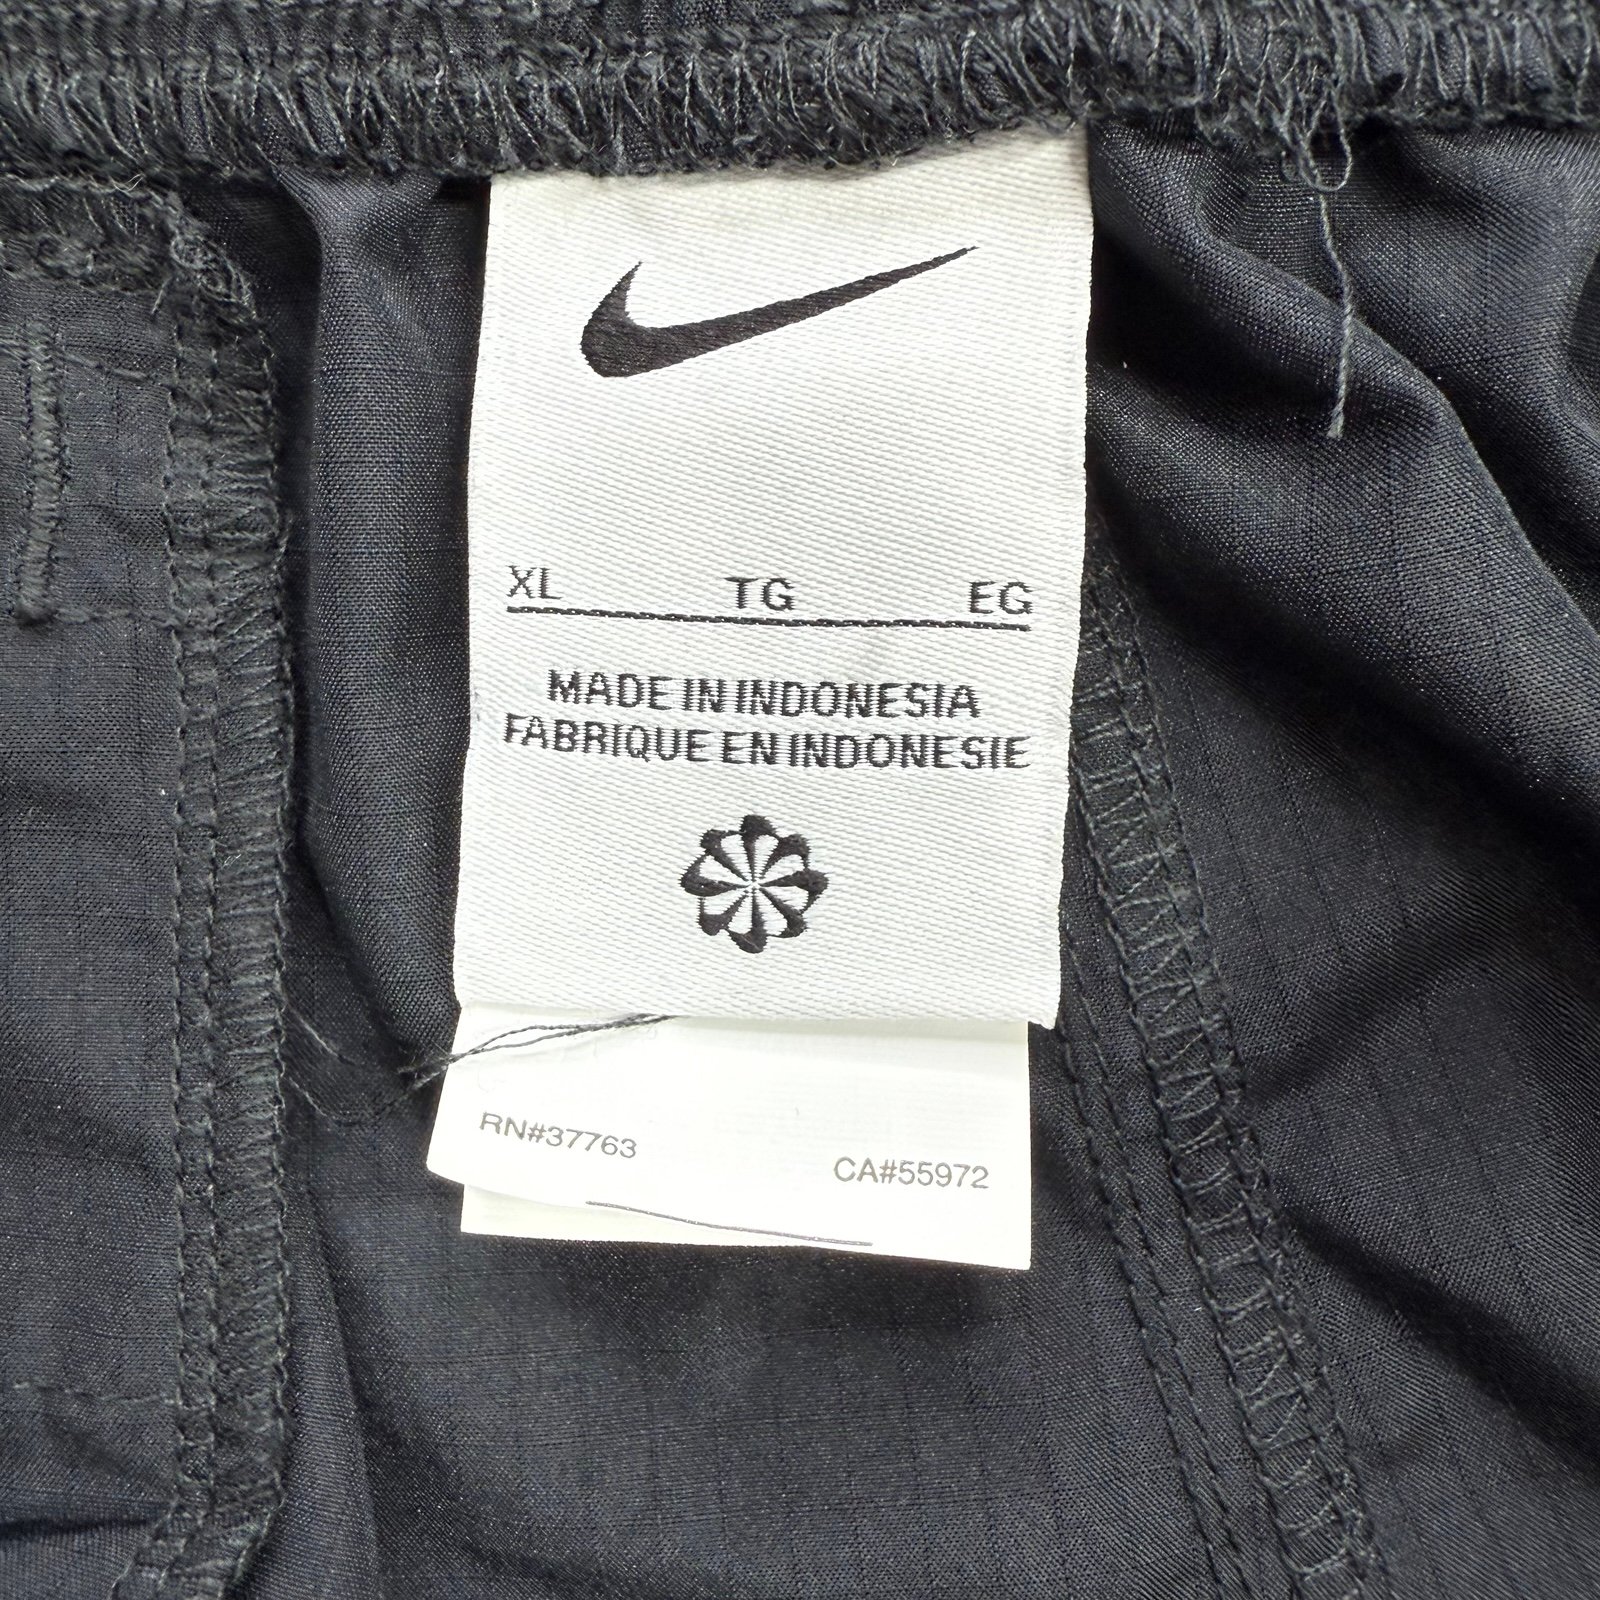 XL TG EG
MADE IN INDONESIA
FABRIQUE EN INDONESIE
RN#37763 CA#55972